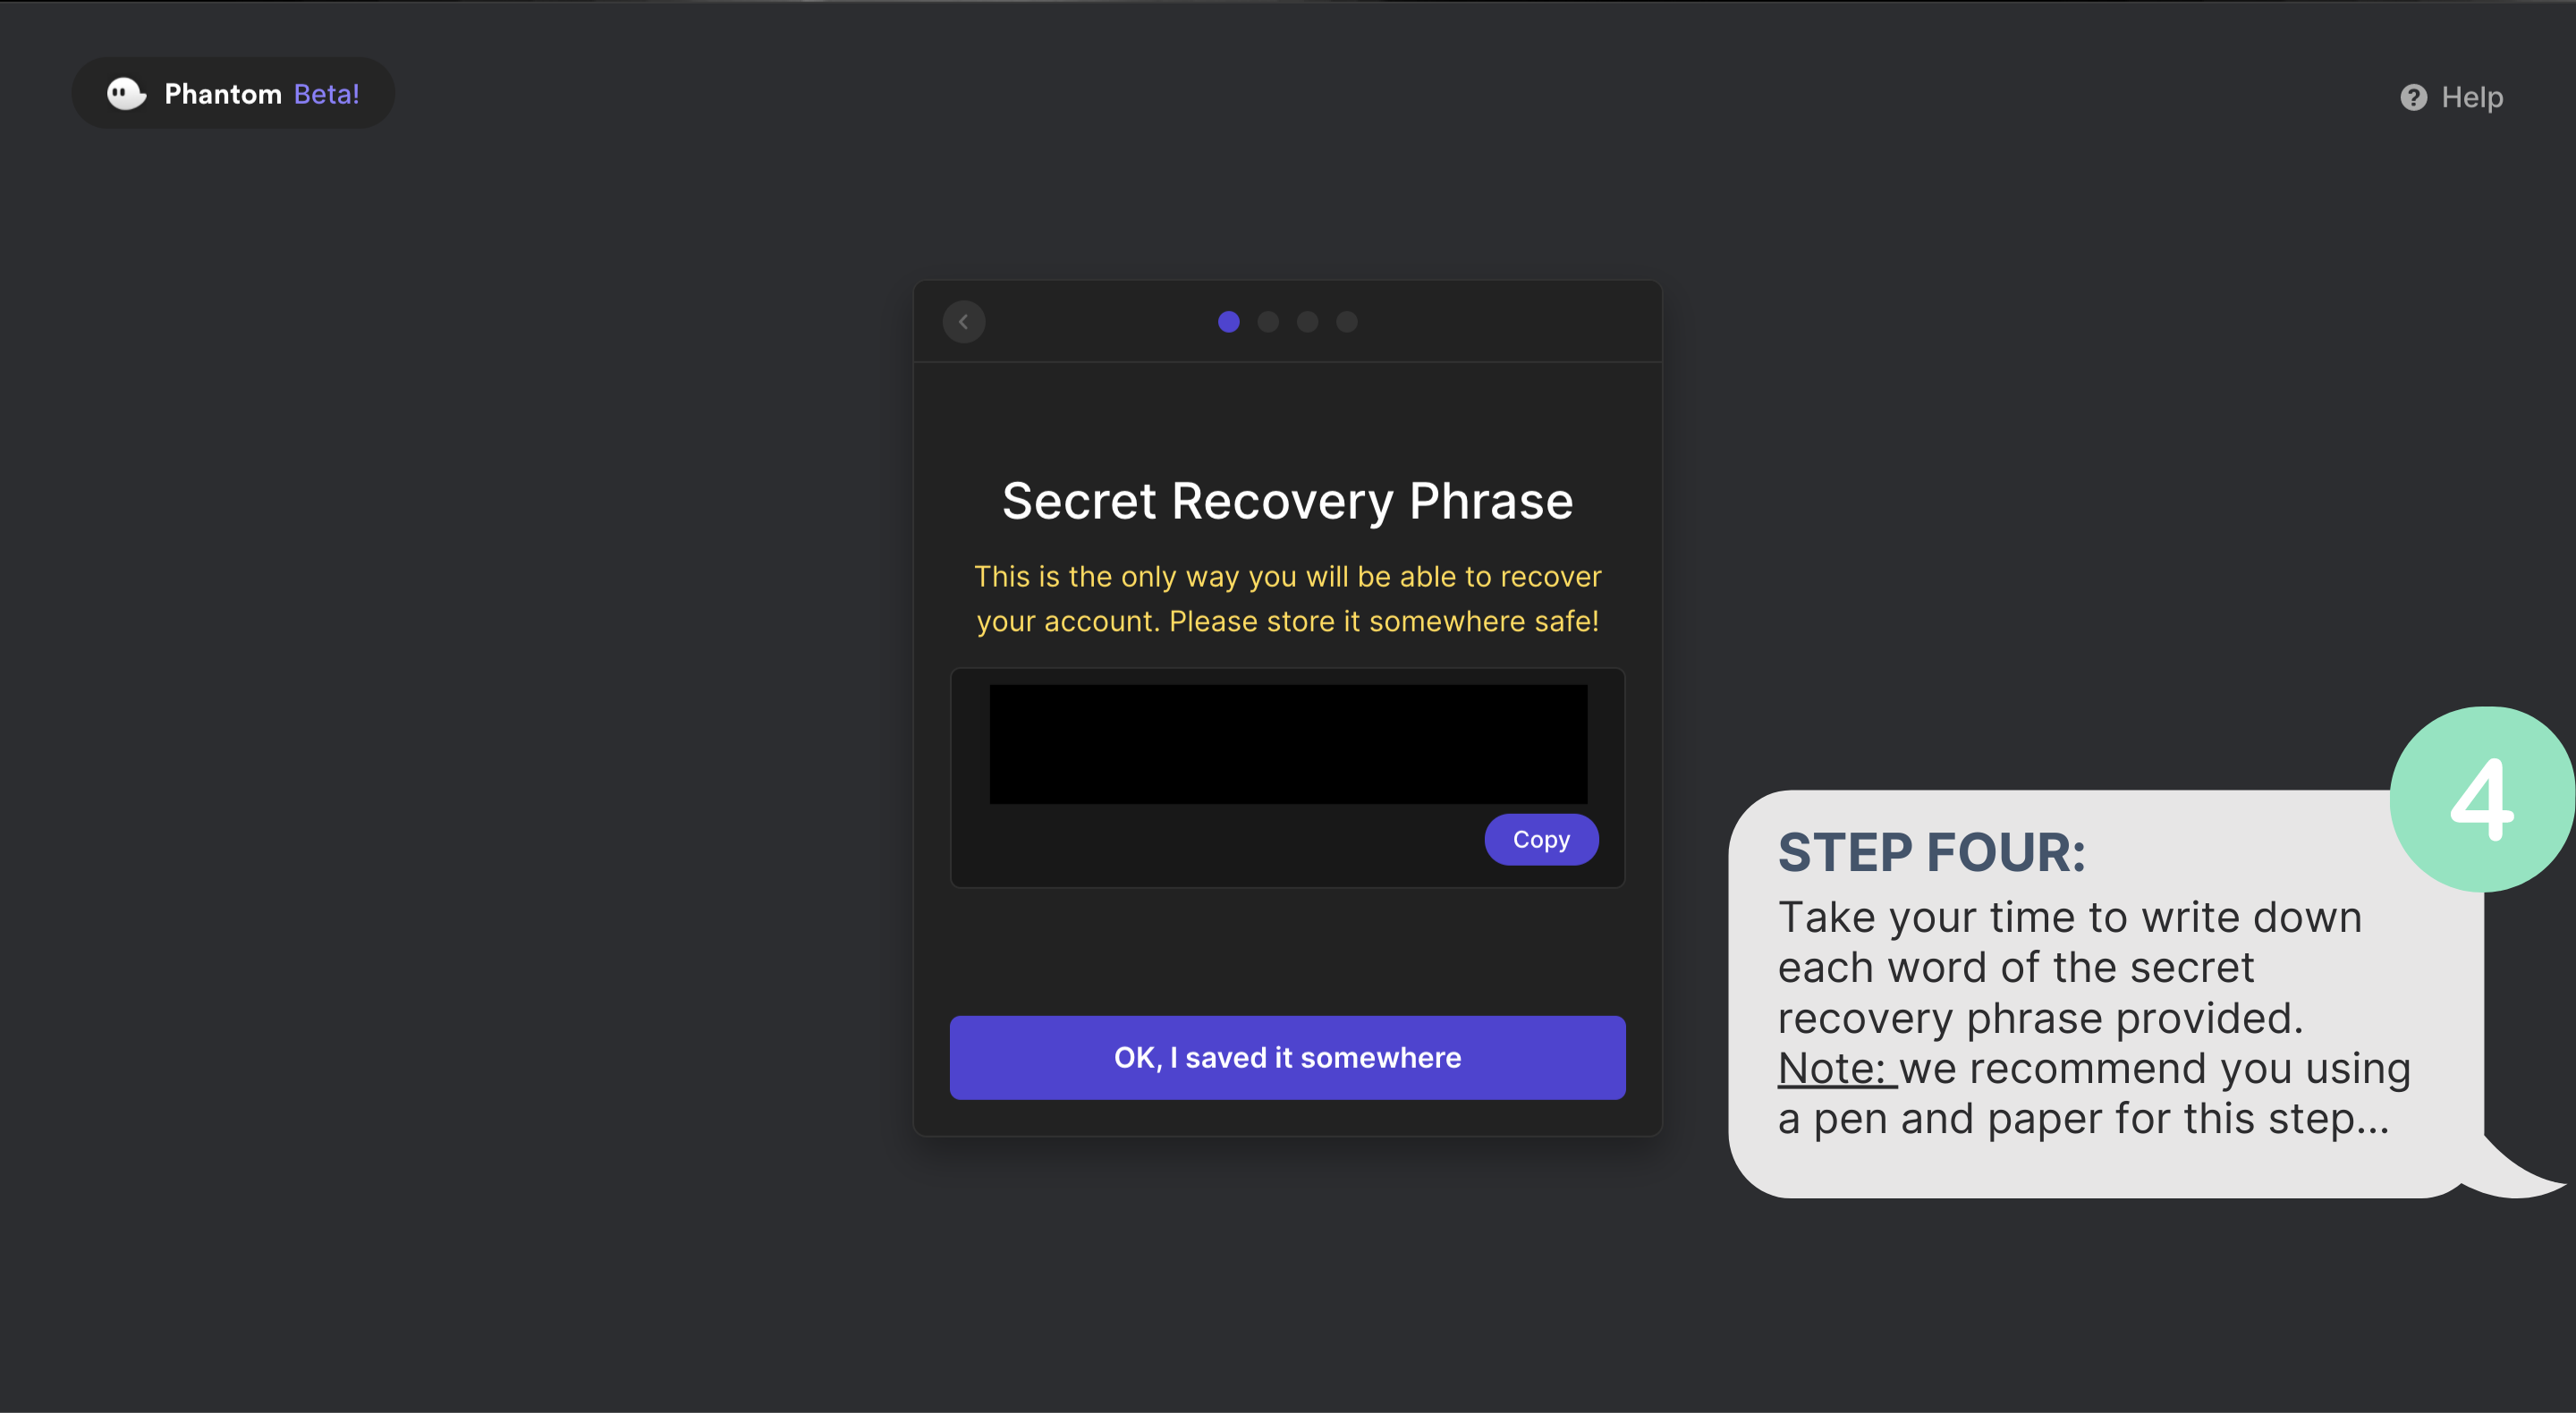 Phantom Beta!
Help
Secret Recovery Phrase
This is the only way you will be able to recover
your account. Please store it somewhere safe!
Copy
OK, I saved it somewhere
4
STEP FOUR:
Take your time to write down
each word of the secret
recovery phrase provided.
Note: we recommend you using
a pen and paper for this step...